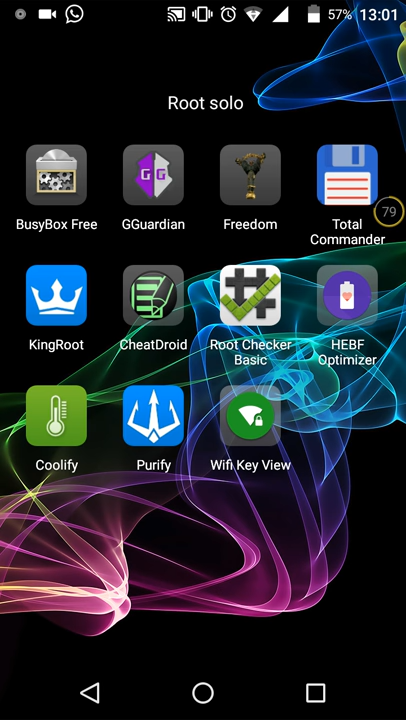 57% 13:01
Root solo
BusyBox Free
GGuardian
Freedom
Total
Commander
79
KingRoot
CheatDroid
Root Checker
Basic
HEBF
Optimizer
Coolify
Purify
Wifi Key View